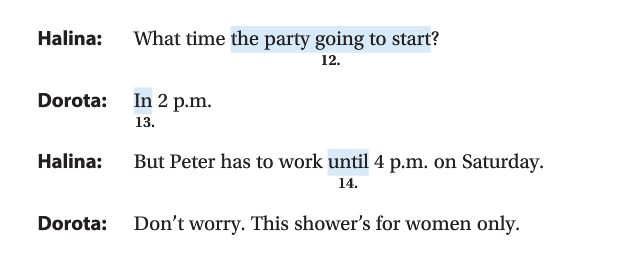 Halina: What time the party going to start?
12.
Dorota: In 2 p.m.
13.
Halina: But Peter has to work until 4 p.m. on Saturday.
14.
Dorota: Don’t worry. This shower’s for women only.